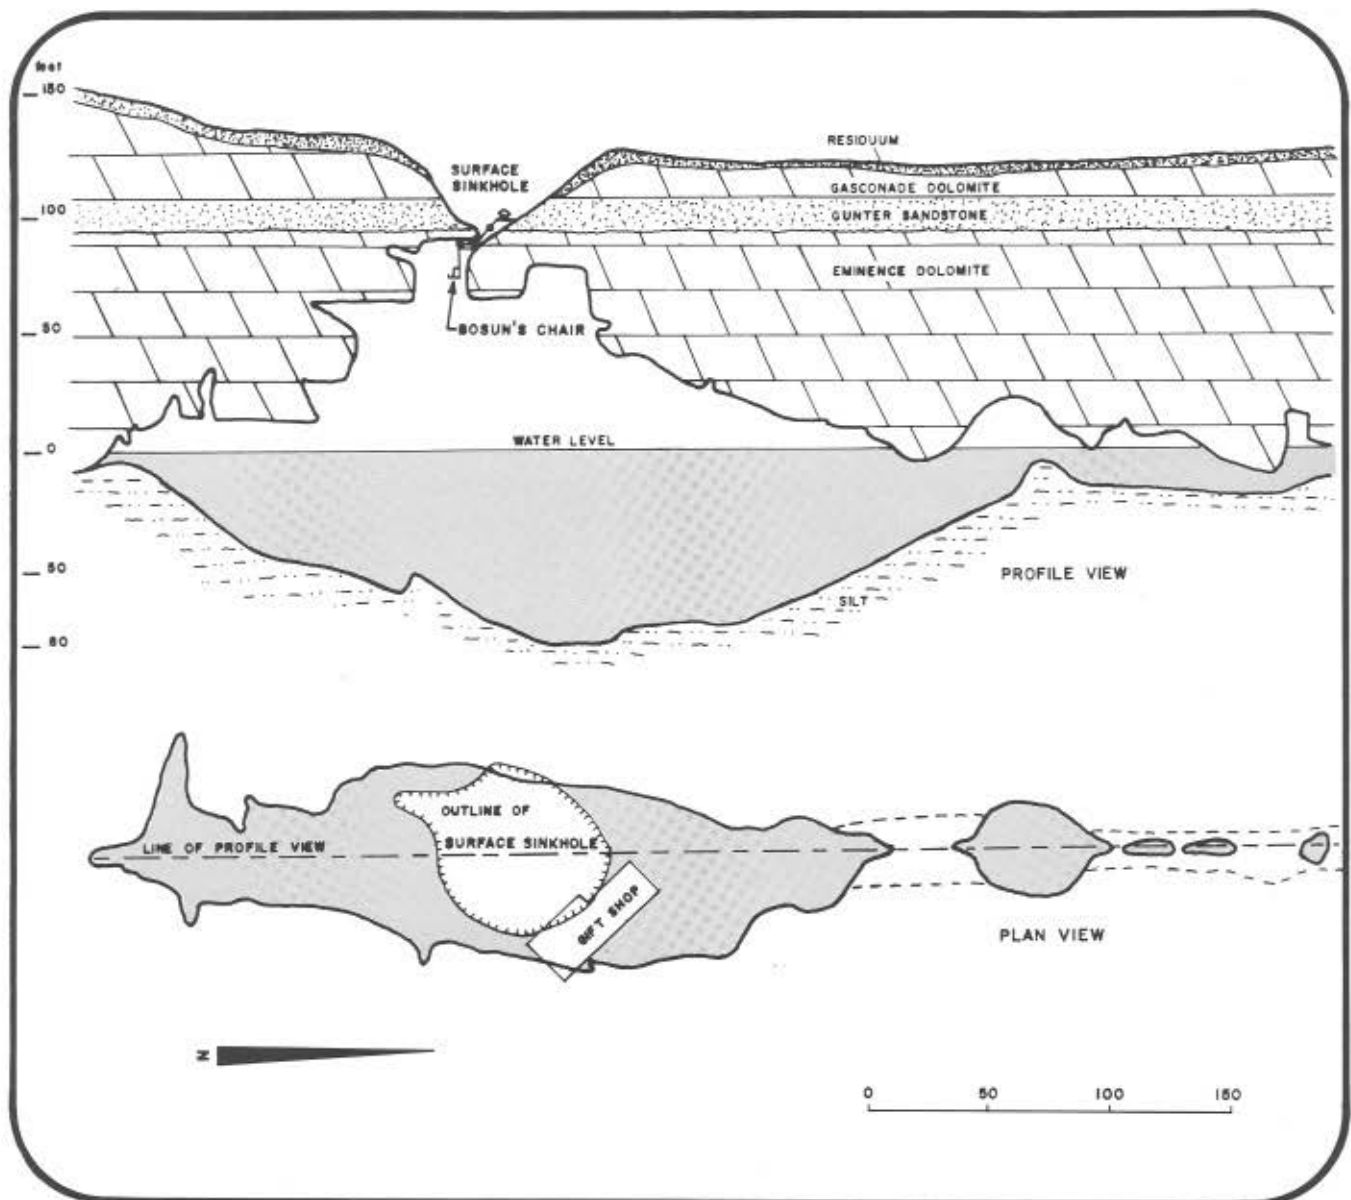 feet
150
RESIDUUM
SURFACE
SINKHOLE
GASCONADE DOLOMITE
100
GUNTER SANDSTONE
EMINENCE DOLOMITE
50
BOSUN'S CHAIR
WATER LEVEL
0
50
PROFILE VIEW
SILT
80
OUTLINE OF
SURFACE SINKHOLE
LINE OF PROFILE VIEW
GIFT SHOP
PLAN VIEW
N
0 50 100 150